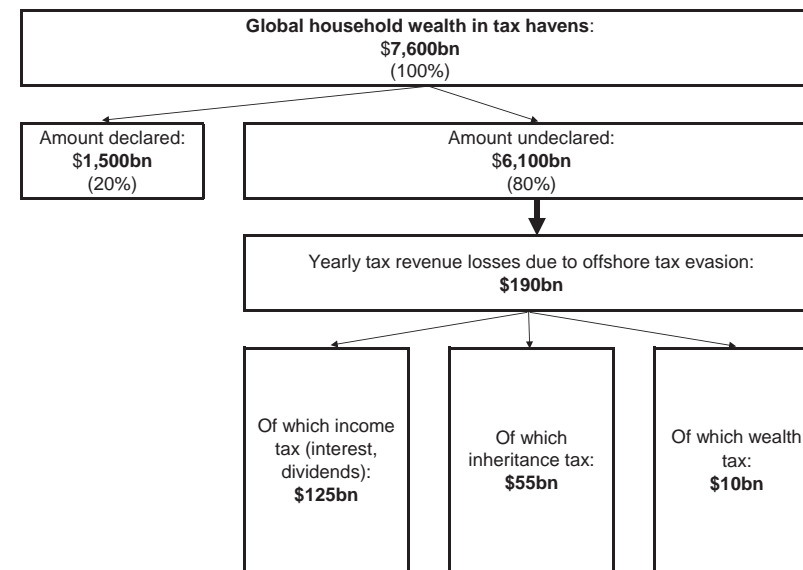 Global household wealth in tax havens:
$7,600bn
(100%)
Amount declared:
$1,500bn
(20%)
Amount undeclared:
$6,100bn
(80%)
Yearly tax revenue losses due to offshore tax evasion:
$190bn
Of which income
tax (interest,
dividends):
$125bn
Of which
inheritance tax:
$55bn
Of which wealth
tax:
$10bn